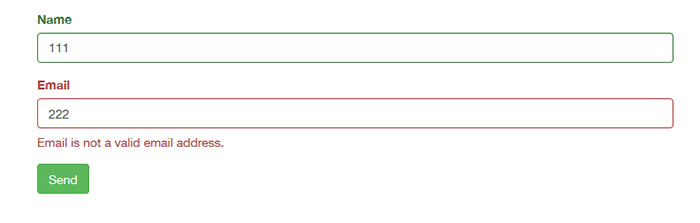 Name
111
Email
222
Email is not a valid email address.
Send